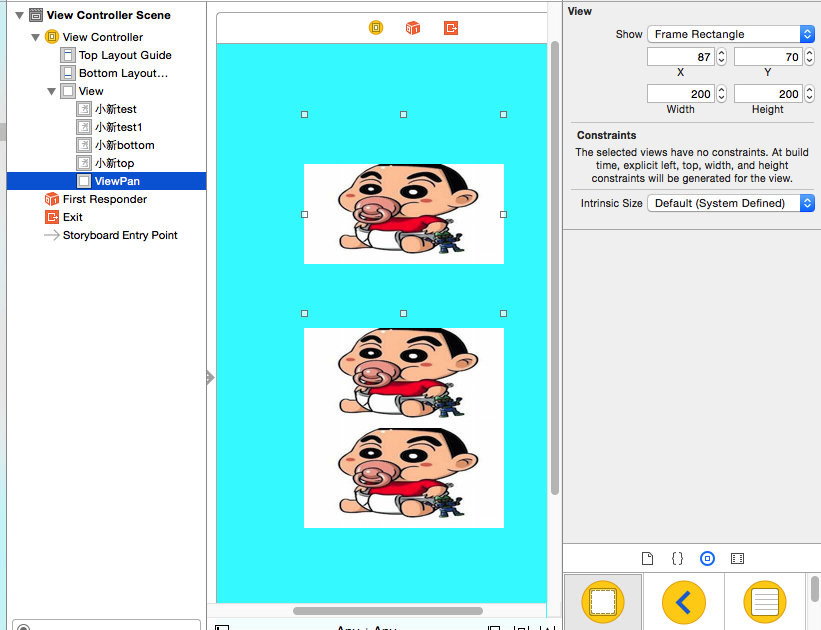 View Controller Scene
View Controller
Top Layout Guide
Bottom Layout…
View
小新test
小新test1
小新bottom
小新top
ViewPan
First Responder
Exit
Storyboard Entry Point
View
Show Frame Rectangle
87 70
X Y
200 200
Width Height
Constraints
The selected views have no constraints. At build
time, explicit left, top, width, and height
constraints will be generated for the view.
Intrinsic Size Default (System Defined)
{}